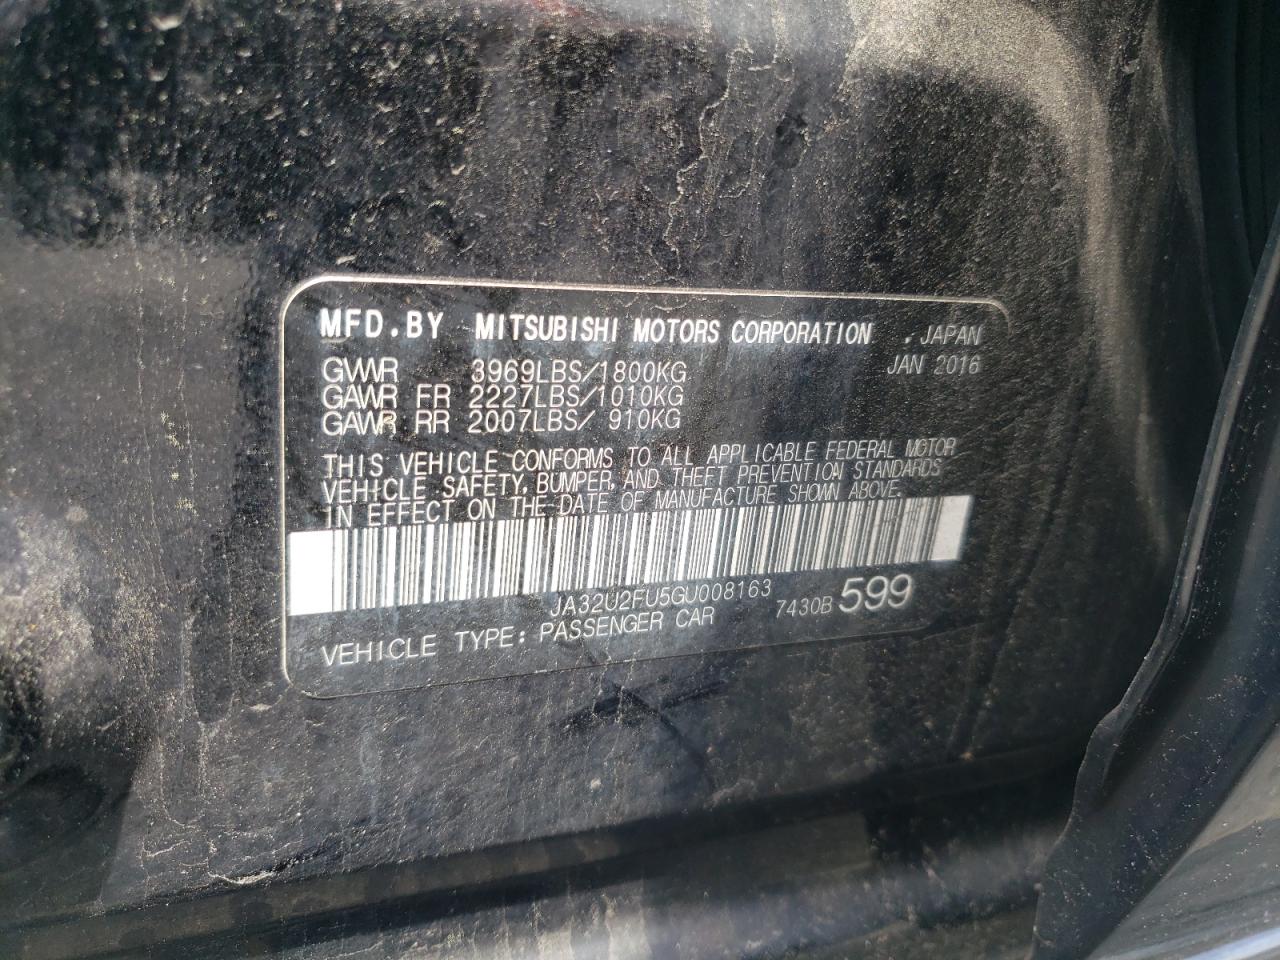 MFD.BY MITSUBISHI MOTORS CORPORATION .JAPAN
JAN 2016
GVWR 3969LBS/1800KG
GAWR FR 2227LBS/1010KG
GAWR RR 2007LBS/ 910KG
THIS VEHICLE CONFORMS TO ALL APPLICABLE FEDERAL MOTOR
VEHICLE SAFETY, BUMPER, AND THEFT PREVENTION STANDARDS
IN EFFECT ON THE DATE OF MANUFACTURE SHOWN ABOVE.
JA32U2FU5GU008163
VEHICLE TYPE: PASSENGER CAR 7430B 599